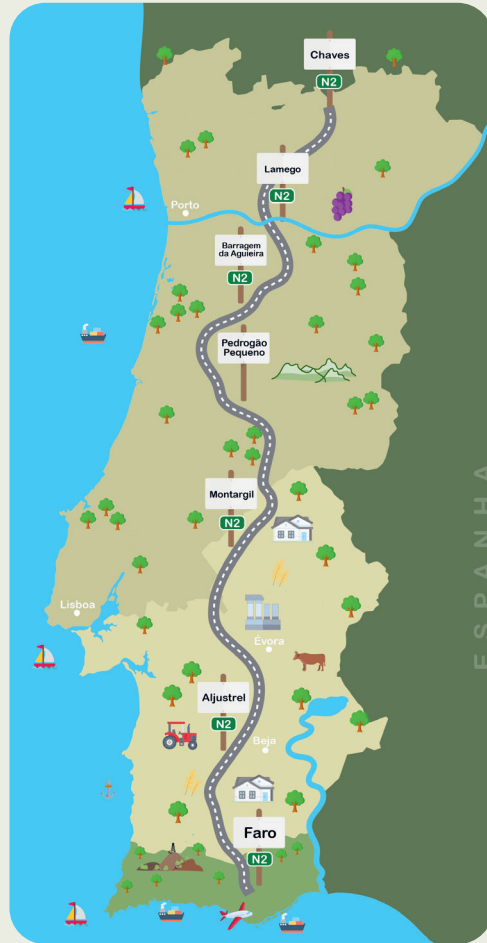 Chaves
N2
Lamego
N2
Porto
Barragem
da Aguieira
N2
Pedrogão
Pequeno
Montargil
N2
ESPANHA
Lisboa
Évora
Aljustrel
N2
Beja
Faro
N2